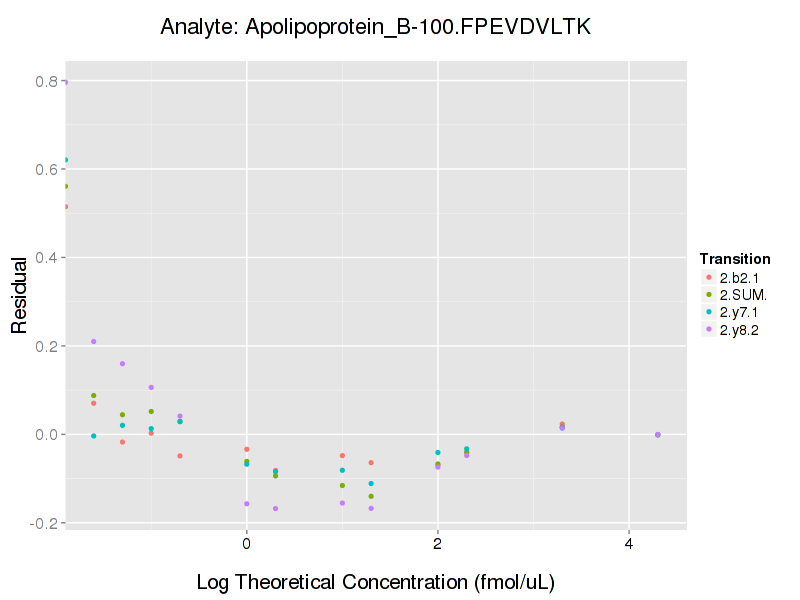 Analyte: Apolipoprotein_B-100.FPEVDVLTK
0.8
0.6
0.4
0.2
0.0
-0.2
Residual
0 2 4
Log Theoretical Concentration (fmol/uL)
Transition
2.b2.1
2.SUM.
2.y7.1
2.y8.2